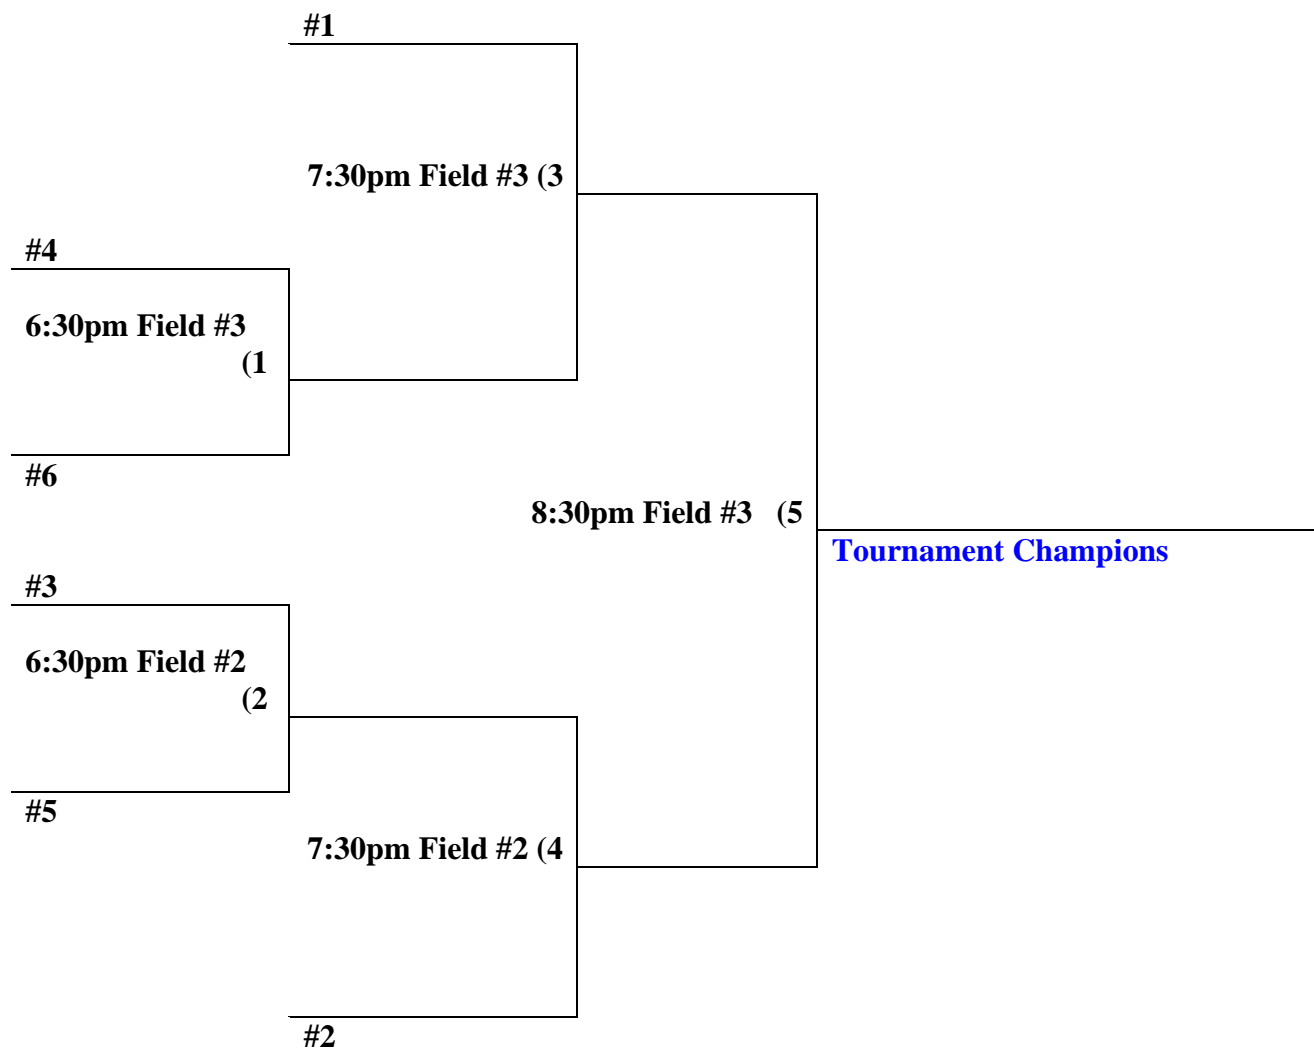 #1
7:30pm Field #3 (3
#4
6:30pm Field #3
(1
#6
8:30pm Field #3   (5
Tournament Champions
#3
6:30pm Field #2
(2
#5
7:30pm Field #2 (4
#2